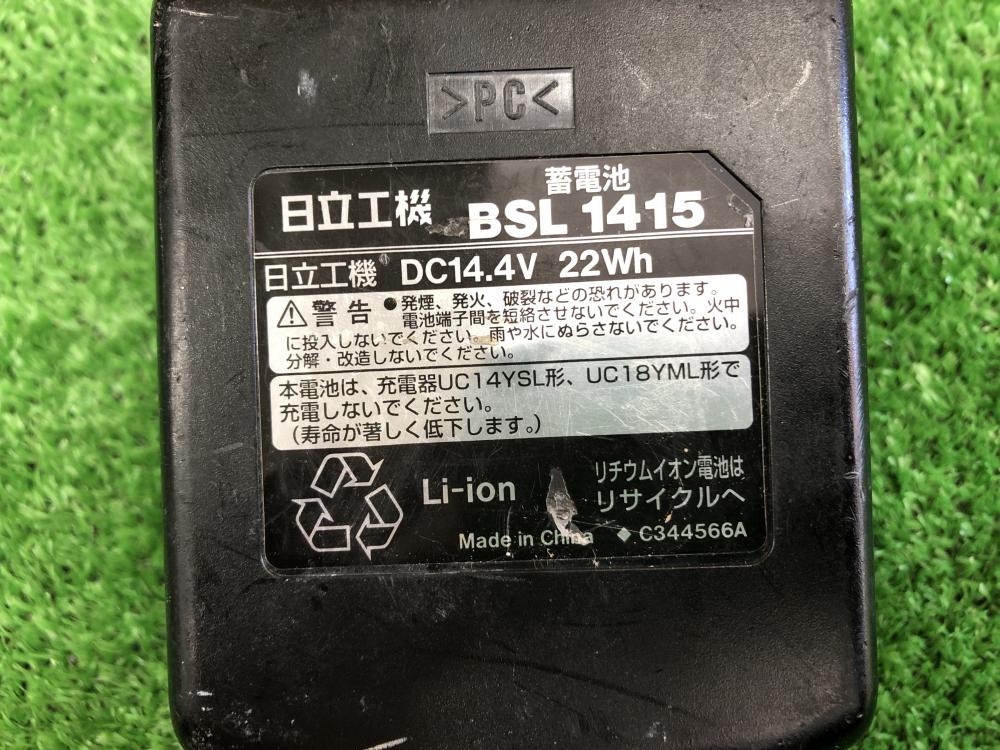 >PC<
日立工機
蓄電池
BSL 1415
日立工機 DC14.4V 22Wh
警告 ●発煙、発火、破裂などの恐れがあります。
電池端子間を短絡させないでください。火中
に投入しないでください。雨や水にぬらさないでください。
分解・改造しないでください。
本電池は、充電器UC14YSL形、UC18YML形で
充電しないでください。
(寿命が著しく低下します。)
Li-ion
リチウムイオン電池は
リサイクルへ
Made in China ◆ C344566A